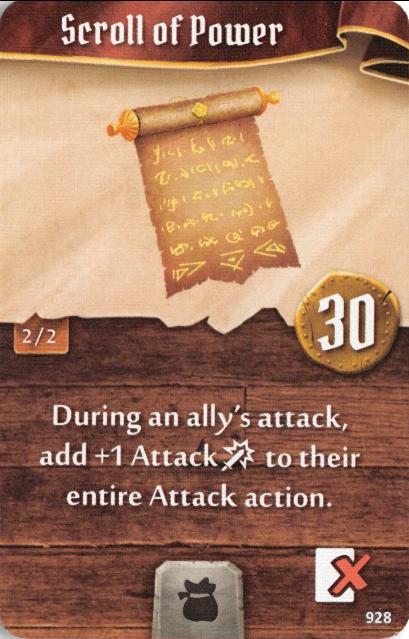 Scroll of Power
2/2
30
During an ally's attack,
add +1 Attack to their
entire Attack action.
928